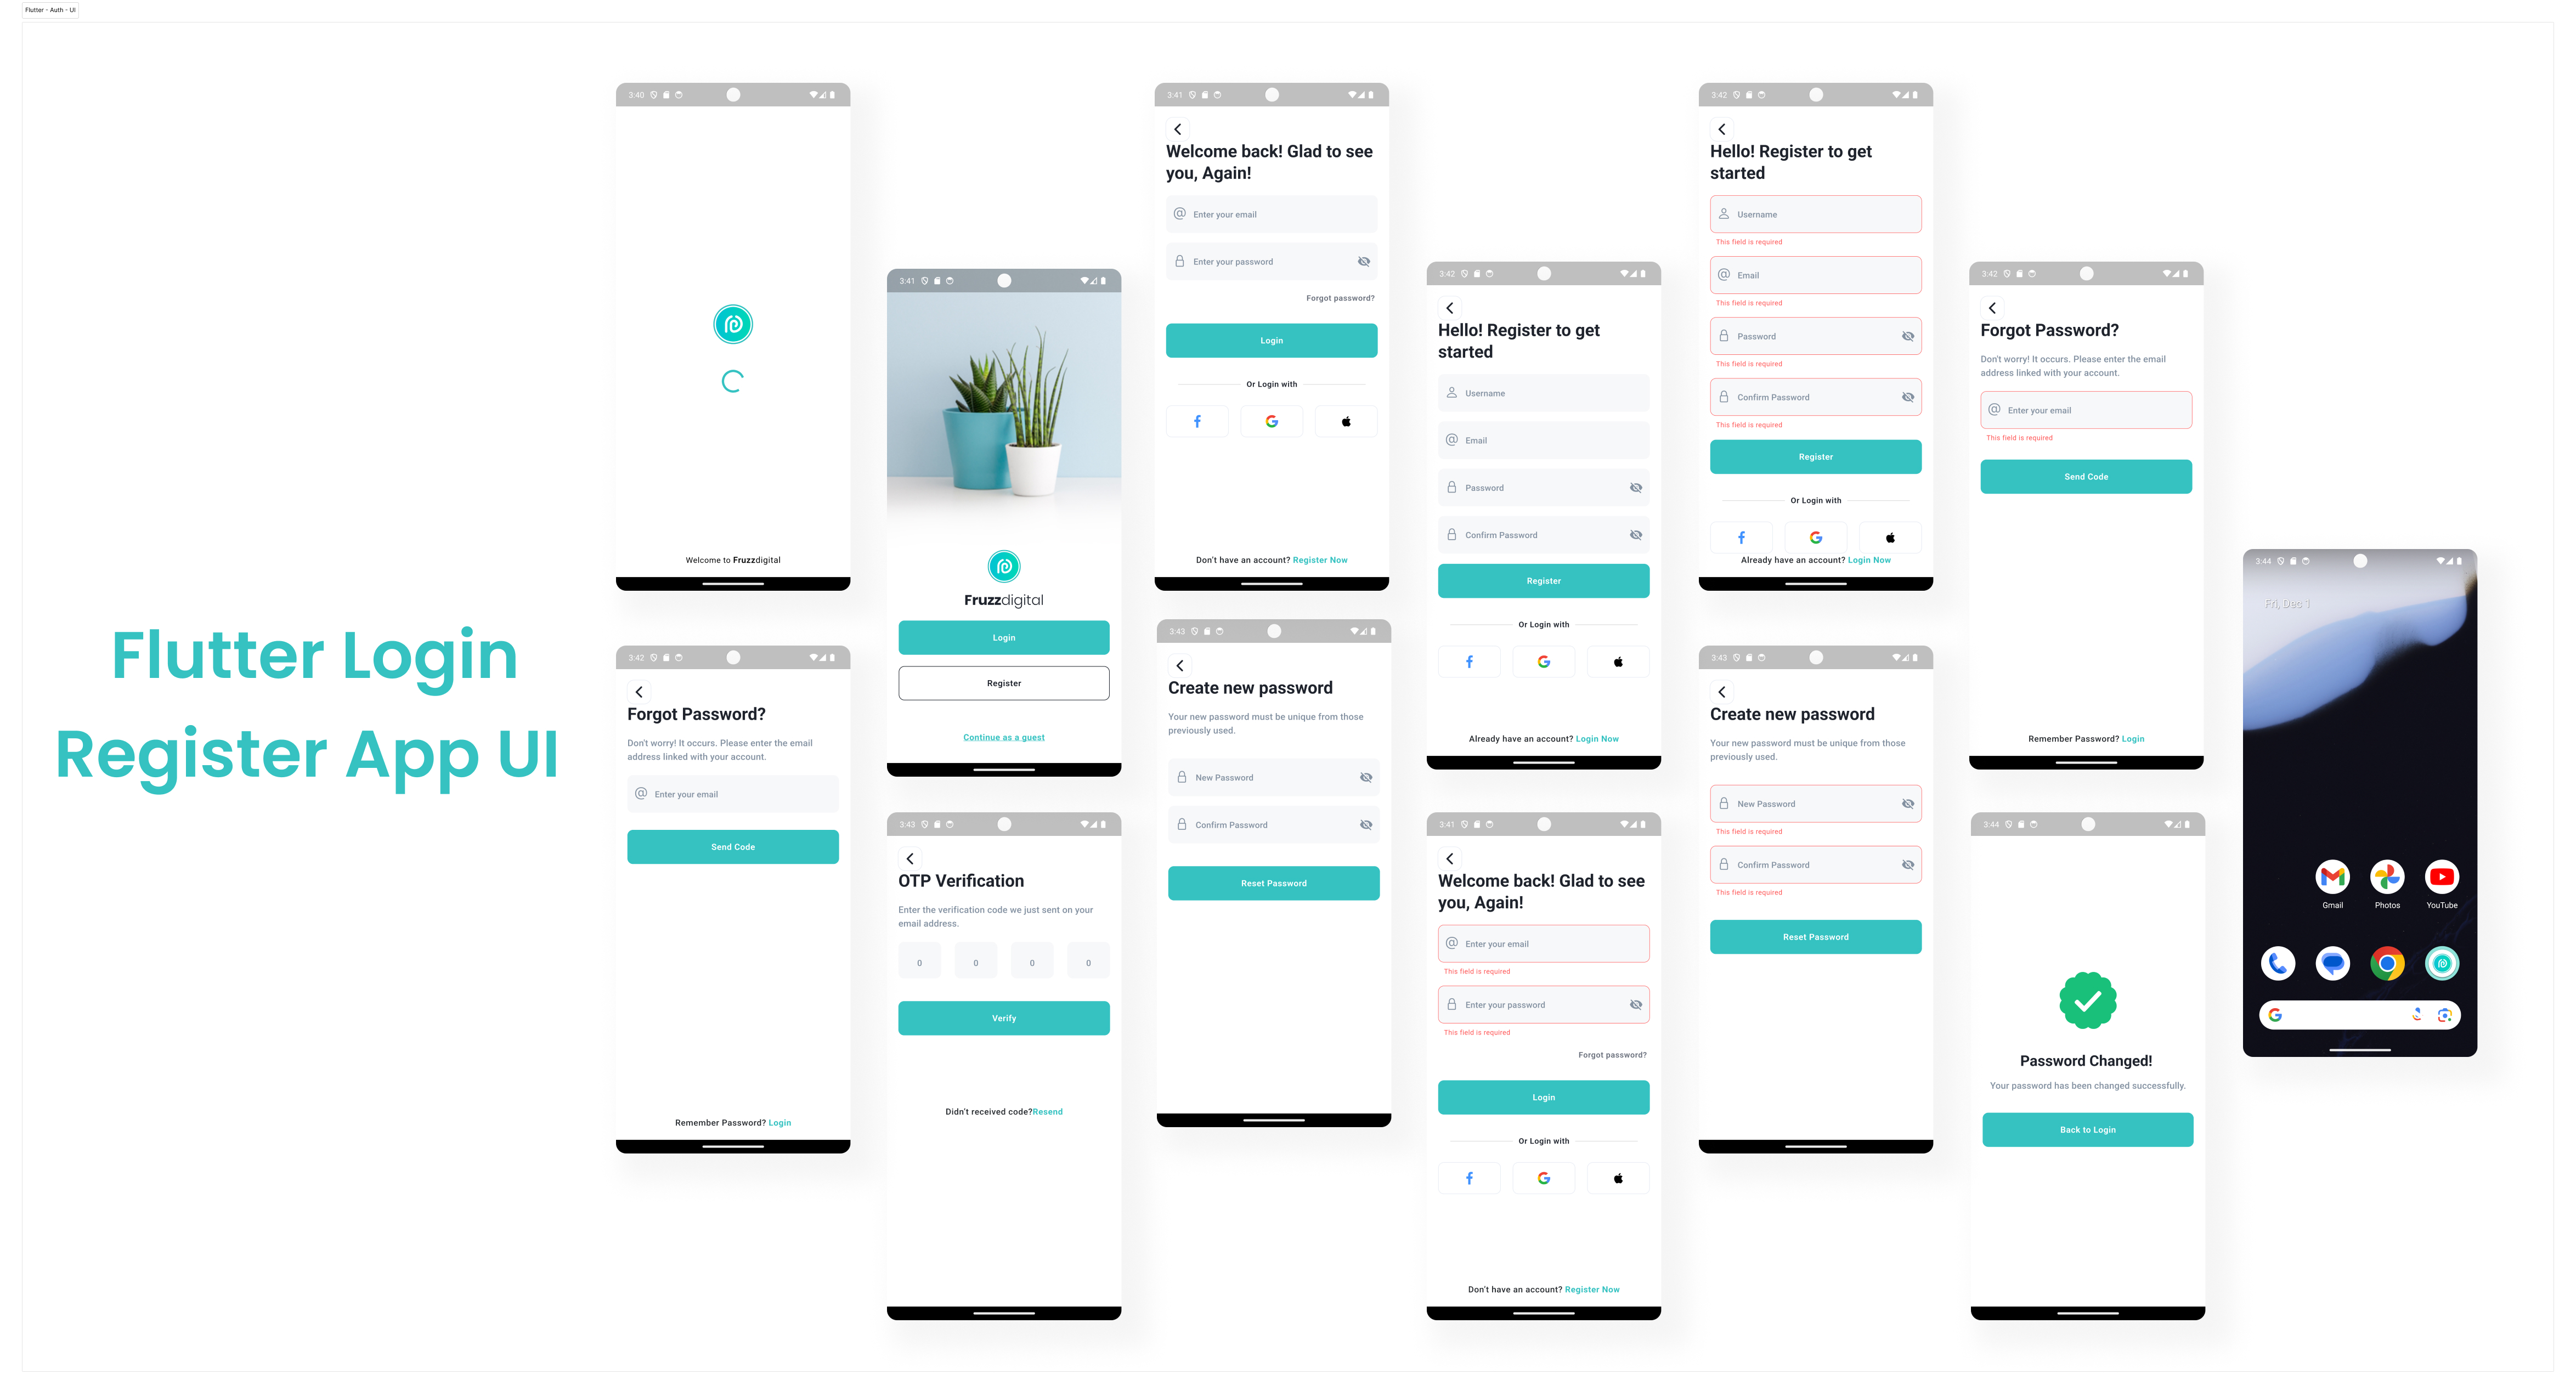 Flutter - Auth - UI
Flutter Login
Register App UI
3:40
Welcome to Fruzzdigital
3:42
Forgot Password?
Don't worry! It occurs. Please enter the email
address linked with your account.
Enter your email
Send Code
Remember Password? Login
3:41
Fruzzdigital
Login
Register
Continue as a guest
3:43
OTP Verification
Enter the verification code we just sent on your
email address.
0 0 0 0
Verify
Didn't received code?Resend
3:41
Welcome back! Glad to see
you, Again!
Enter your email
Enter your password
Forgot password?
Login
Or Login with
Don't have an account? Register Now
3:43
Create new password
Your new password must be unique from those
previously used.
New Password
Confirm Password
Reset Password
3:42
Hello! Register to get
started
Username
Email
Password
Confirm Password
Register
Or Login with
Already have an account? Login Now
3:41
Welcome back! Glad to see
you, Again!
Enter your email
This field is required
Enter your password
This field is required
Forgot password?
Login
Or Login with
Don't have an account? Register Now
3:42
Hello! Register to get
started
Username
This field is required
Email
This field is required
Password
This field is required
Confirm Password
This field is required
Register
Or Login with
Already have an account? Login Now
3:43
Create new password
Your new password must be unique from those
previously used.
New Password
This field is required
Confirm Password
This field is required
Reset Password
3:42
Forgot Password?
Don't worry! It occurs. Please enter the email
address linked with your account.
Enter your email
This field is required
Send Code
Remember Password? Login
3:44
Password Changed!
Your password has been changed successfully.
Back to Login
3:44
Fri, Dec 1
Gmail Photos YouTube